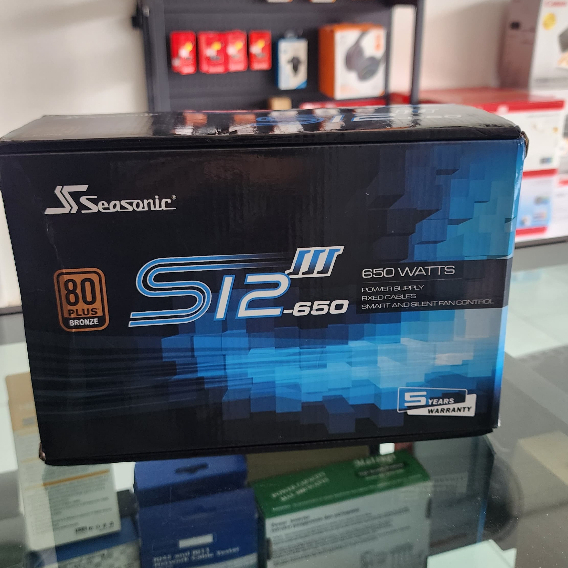 Seasonic®
80
PLUS
BRONZE
S12 III -650
650 WATTS
POWER SUPPLY
FIXED CABLES
SMART AND SILENT FAN CONTROL
5 YEARS
WARRANTY